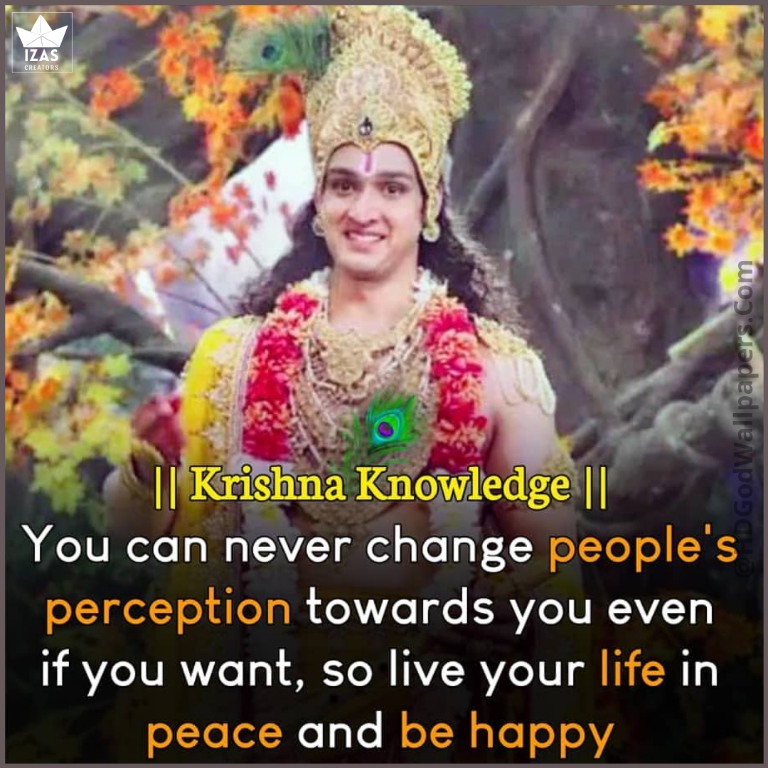 IZAS
CREATORS
@HDGodWallpapers.Com
|| Krishna Knowledge ||
You can never change people's
perception towards you even
if you want, so live your life in
peace and be happy